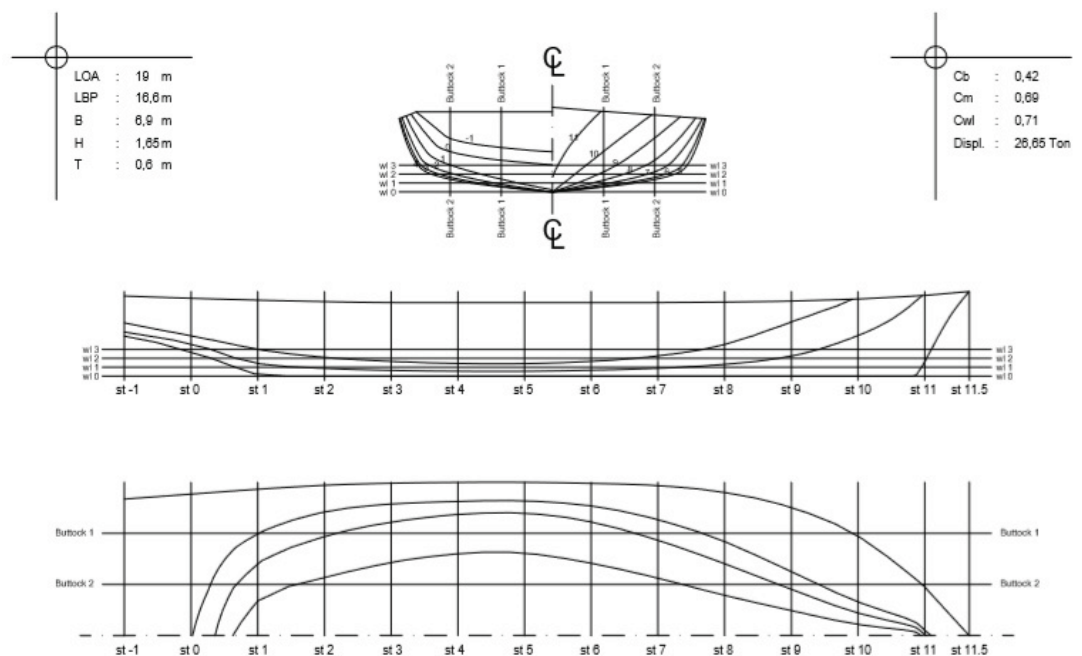 LOA : 19 m
LBP : 16,6 m
B : 6,9 m
H : 1,65 m
T : 0,6 m
Cb : 0,42
Cm : 0,69
Cwl : 0,71
Displ. : 26,65 Ton
CL
Buttock 2 Buttock 1 Buttock 1 Buttock 2
-1 11
1 10 9
8 7
wl 3 wl 3
wl 2 wl 2
wl 1 wl 1
wl 0 wl 0
Buttock 2 Buttock 1 Buttock 1 Buttock 2
CL
wl 3 wl 3
wl 2 wl 2
wl 1 wl 1
wl 0 wl 0
st -1 st 0 st 1 st 2 st 3 st 4 st 5 st 6 st 7 st 8 st 9 st 10 st 11 st 11.5
Buttock 1 Buttock 1
Buttock 2 Buttock 2
st -1 st 0 st 1 st 2 st 3 st 4 st 5 st 6 st 7 st 8 st 9 st 10 st 11 st 11.5